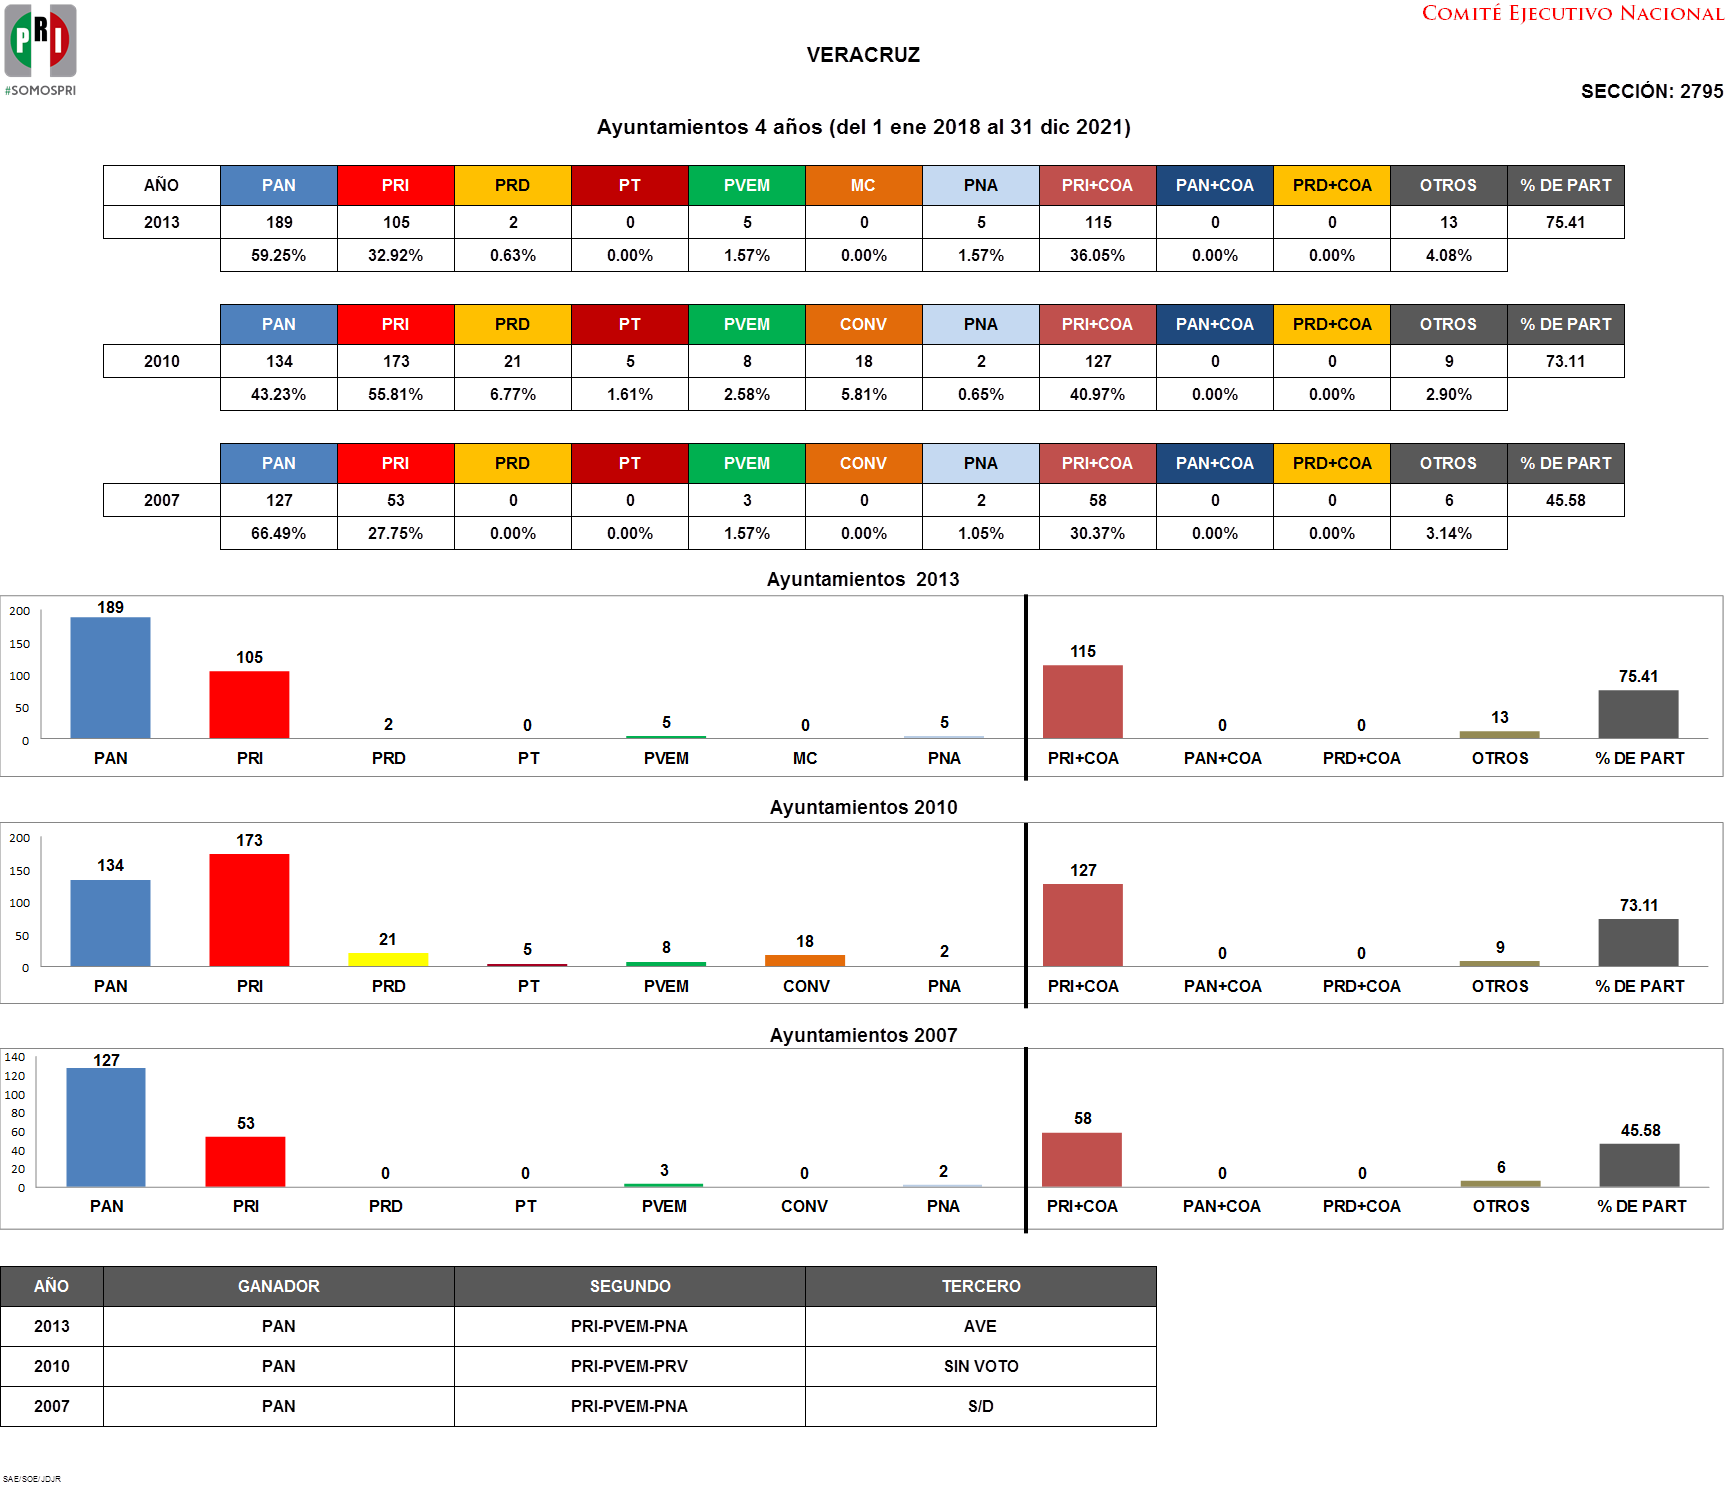 PRI
#SOMOSPRI
COMITÉ EJECUTIVO NACIONAL
VERACRUZ
SECCIÓN: 2795
Ayuntamientos 4 años (del 1 ene 2018 al 31 dic 2021)
AÑO PAN PRI PRD PT PVEM MC PNA PRI+COA PAN+COA PRD+COA OTROS % DE PART
2013 189 105 2 0 5 0 5 115 0 0 13 75.41
59.25% 32.92% 0.63% 0.00% 1.57% 0.00% 1.57% 36.05% 0.00% 0.00% 4.08%
PAN PRI PRD PT PVEM CONV PNA PRI+COA PAN+COA PRD+COA OTROS % DE PART
2010 134 173 21 5 8 18 2 127 0 0 9 73.11
43.23% 55.81% 6.77% 1.61% 2.58% 5.81% 0.65% 40.97% 0.00% 0.00% 2.90%
PAN PRI PRD PT PVEM CONV PNA PRI+COA PAN+COA PRD+COA OTROS % DE PART
2007 127 53 0 0 3 0 2 58 0 0 6 45.58
66.49% 27.75% 0.00% 0.00% 1.57% 0.00% 1.05% 30.37% 0.00% 0.00% 3.14%
Ayuntamientos 2013
200
150
100
50
0
189 105 2 0 5 0 5 115 0 0 13 75.41
PAN PRI PRD PT PVEM MC PNA PRI+COA PAN+COA PRD+COA OTROS % DE PART
Ayuntamientos 2010
200
150
100
50
0
134 173 21 5 8 18 2 127 0 0 9 73.11
PAN PRI PRD PT PVEM CONV PNA PRI+COA PAN+COA PRD+COA OTROS % DE PART
Ayuntamientos 2007
140
120
100
80
60
40
20
0
127 53 0 0 3 0 2 58 0 0 6 45.58
PAN PRI PRD PT PVEM CONV PNA PRI+COA PAN+COA PRD+COA OTROS % DE PART
AÑO GANADOR SEGUNDO TERCERO
2013 PAN PRI-PVEM-PNA AVE
2010 PAN PRI-PVEM-PRV SIN VOTO
2007 PAN PRI-PVEM-PNA S/D
SAE/SOE/JDJR